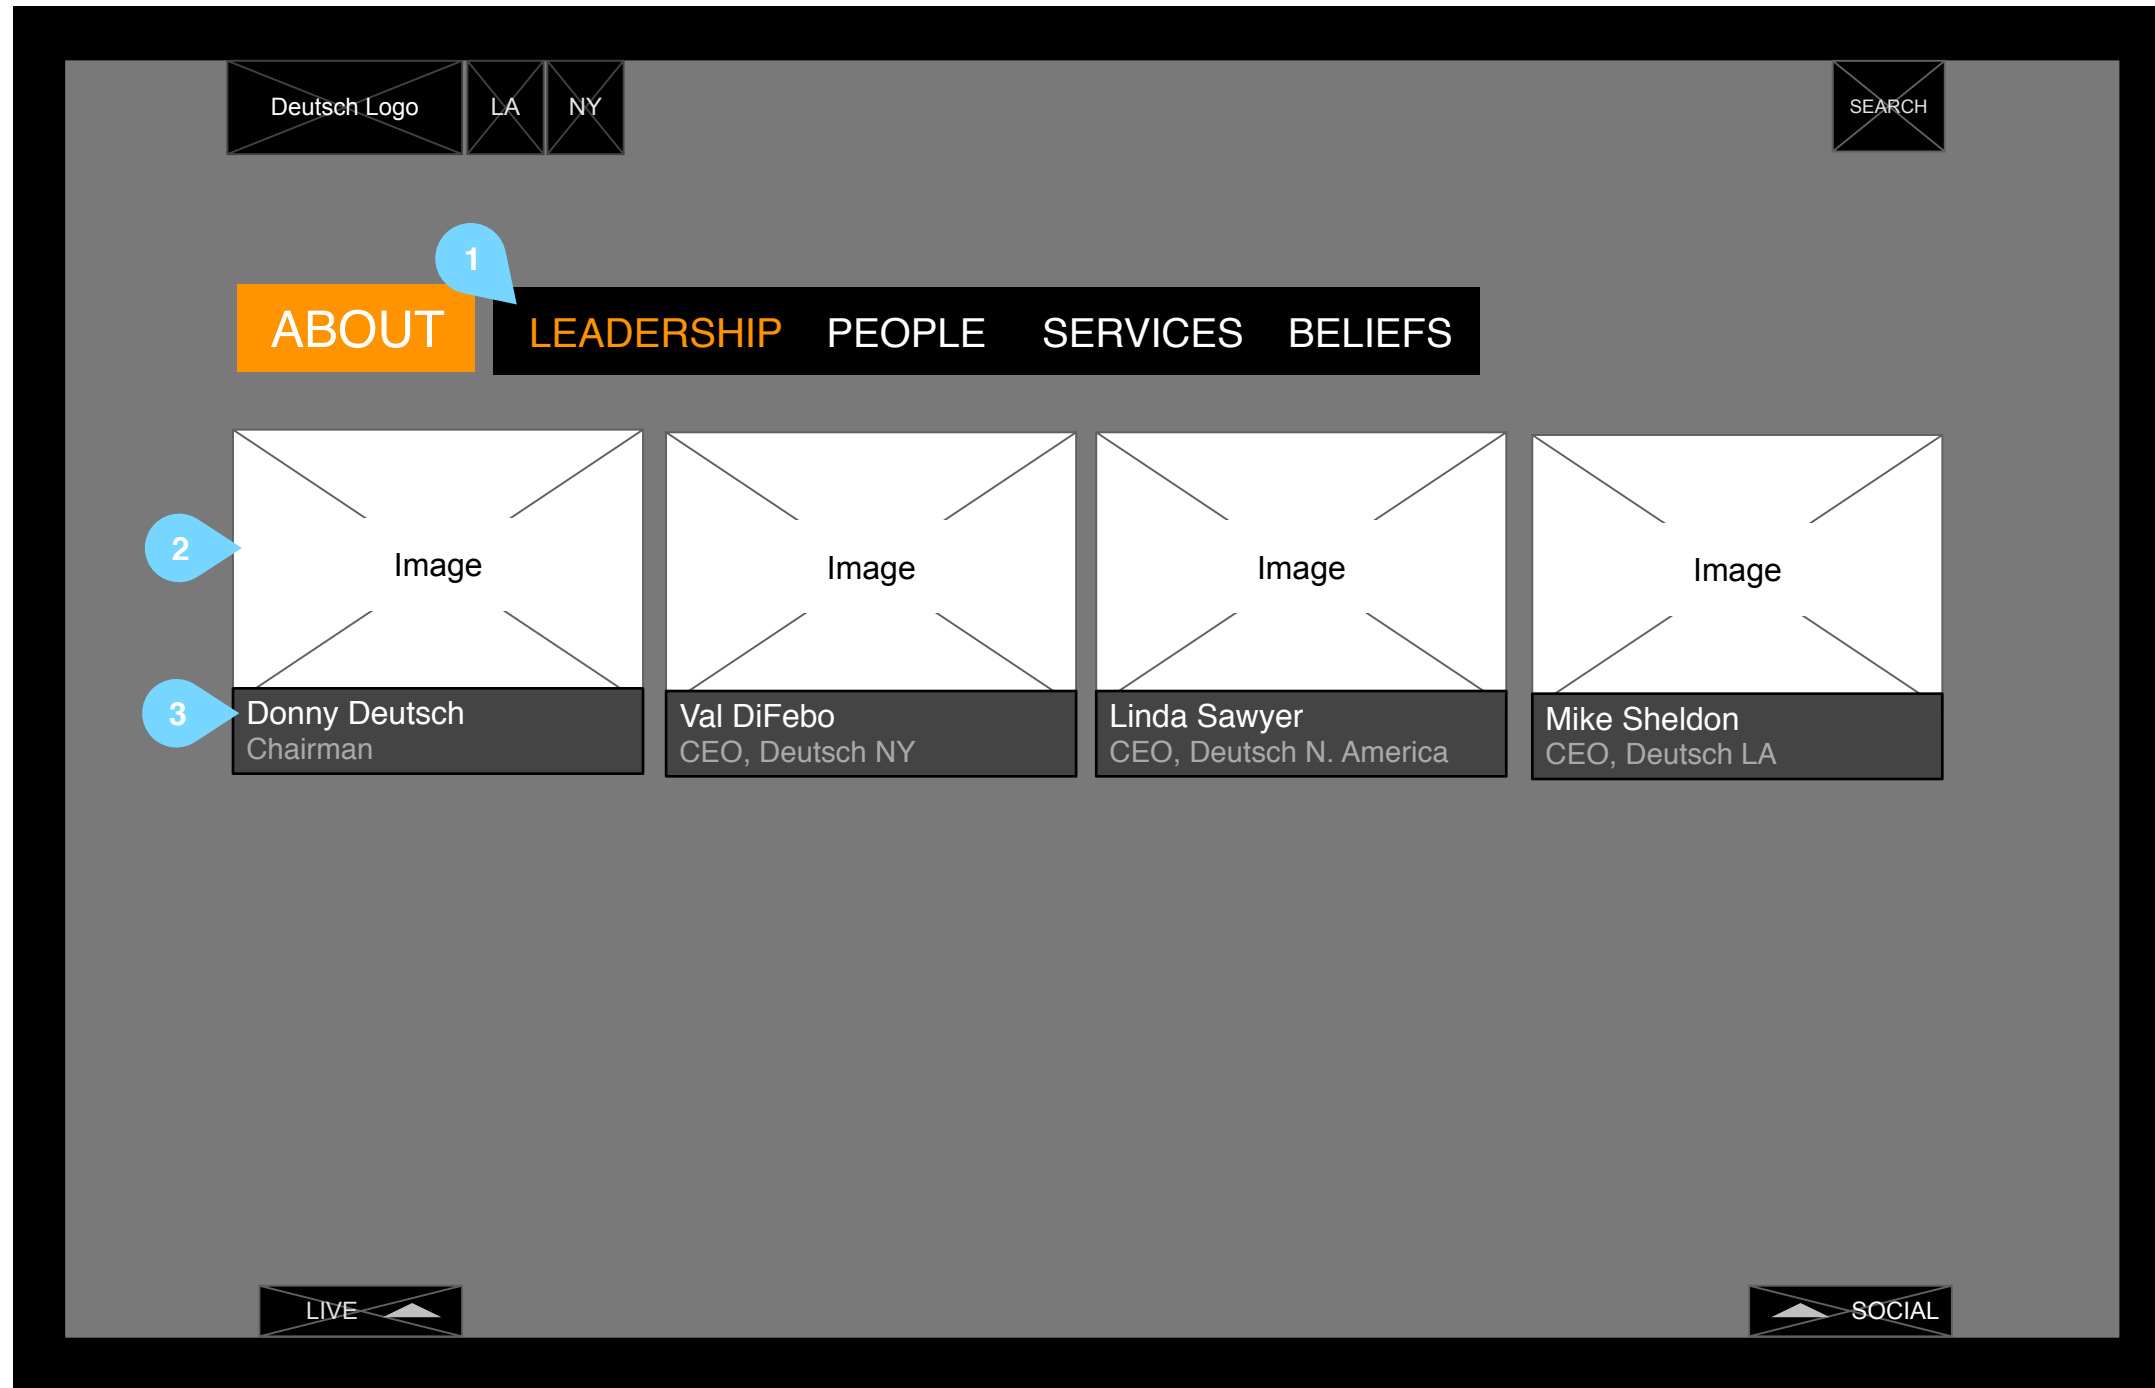 Deutsch Logo
LA
NY
SEARCH
1
ABOUT
LEADERSHIP PEOPLE SERVICES BELIEFS
2
Image
Image
Image
Image
3
Donny Deutsch
Chairman
Val DiFebo
CEO, Deutsch NY
Linda Sawyer
CEO, Deutsch N. America
Mike Sheldon
CEO, Deutsch LA
LIVE
SOCIAL